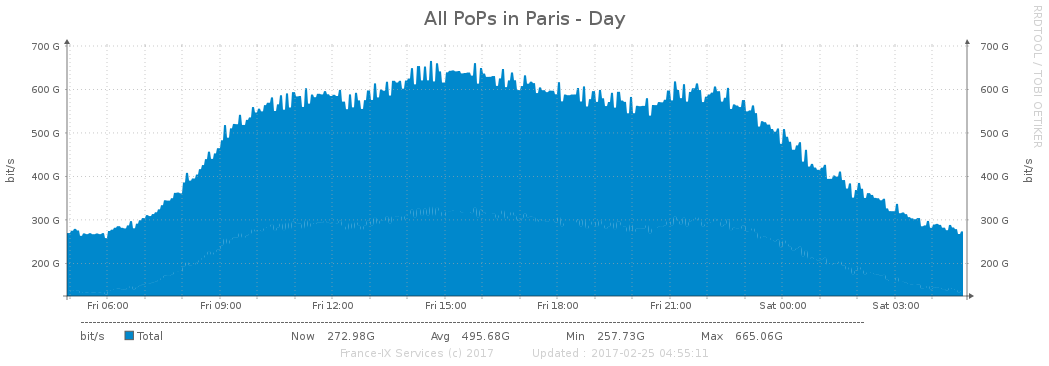 All PoPs in Paris - Day
RRDTOOL / TOBI OETIKER
700 G 700 G
600 G 600 G
500 G 500 G
400 G 400 G
300 G 300 G
200 G 200 G
bit/s bit/s
Fri 06:00 Fri 09:00 Fri 12:00 Fri 15:00 Fri 18:00 Fri 21:00 Sat 00:00 Sat 03:00
bit/s Total Now 272.98G Avg 495.68G Min 257.73G Max 665.06G
France-IX Services (c) 2017 Updated : 2017-02-25 04:55:11